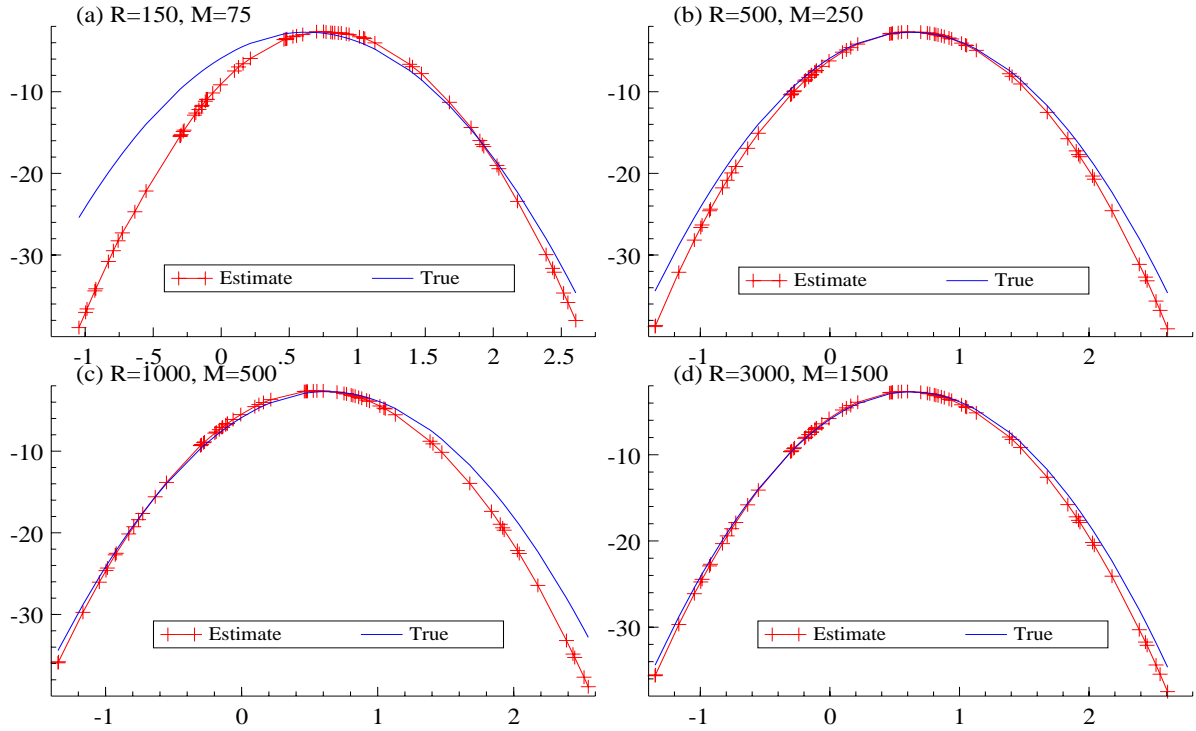 (a) R=150, M=75
-10
-20
-30
Estimate True
-1 -.5 0 .5 1 1.5 2 2.5
(b) R=500, M=250
-10
-20
-30
Estimate True
-1 0 1 2
(c) R=1000, M=500
-10
-20
-30
Estimate True
-1 0 1 2
(d) R=3000, M=1500
-10
-20
-30
Estimate True
-1 0 1 2